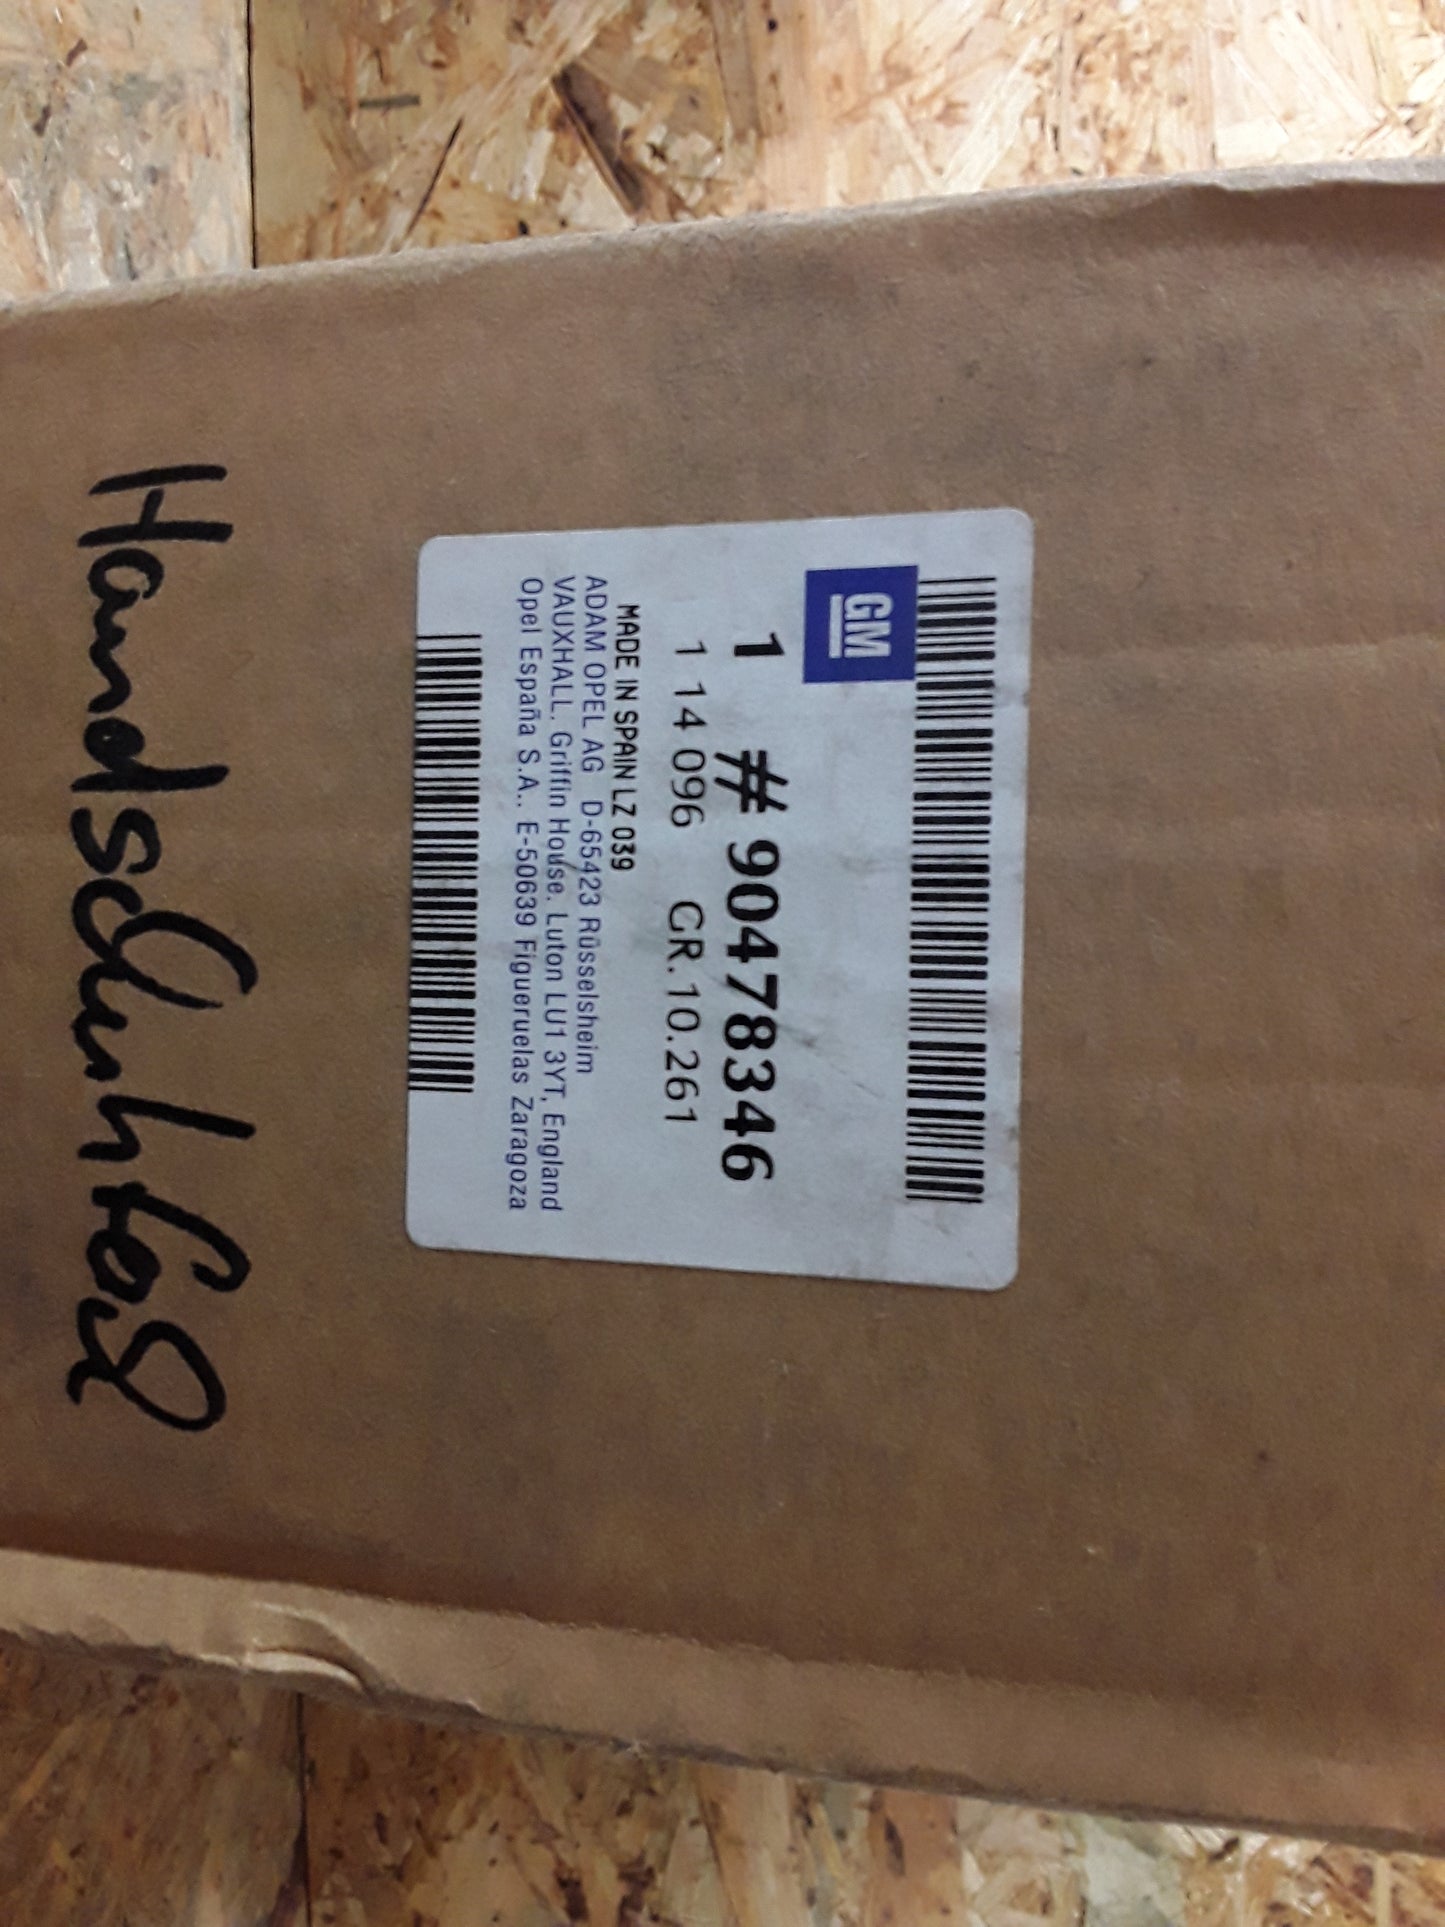 GM
1 # 90478346
1 14 096 GR.10.261
MADE IN SPAIN LZ 039
ADAM OPEL AG D-65423 Rüsselsheim
VAUXHALL. Griffin House. Luton LU1 3YT, England
Opel España S.A.. E-50639 Figueruelas Zaragoza
Handschuhfach